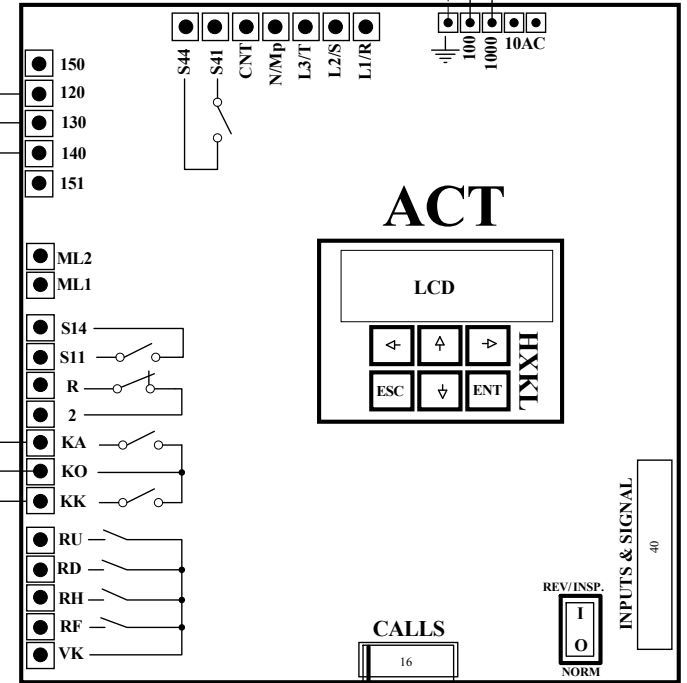 S44
S41
CNT
N/Mp
L3/T
L2/S
L1/R
100
1000
10AC
150
120
130
140
151
ACT
ML2
ML1
LCD
HXKL
ESC
ENT
S14
S11
R
2
KA
KO
KK
RU
RD
RH
RF
VK
INPUTS & SIGNAL
40
REV/INSP.
I
O
NORM
CALLS
16